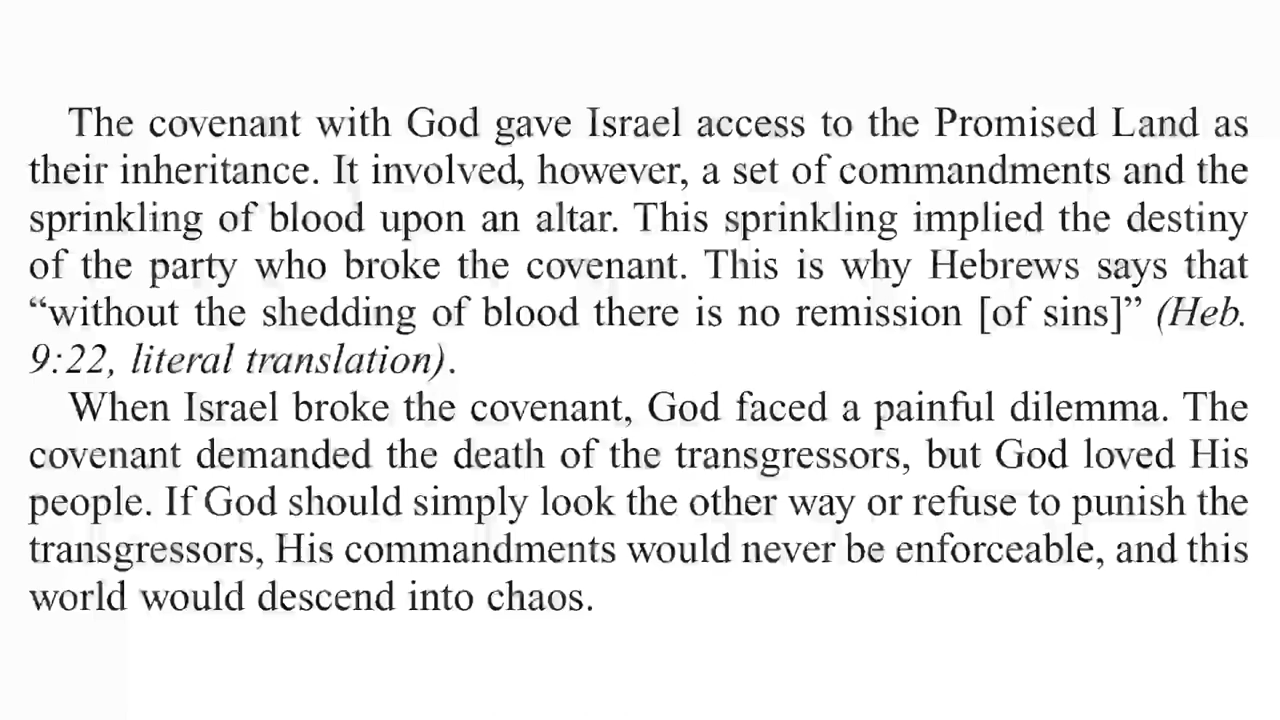 The covenant with God gave Israel access to the Promised Land as
their inheritance. It involved, however, a set of commandments and the
sprinkling of blood upon an altar. This sprinkling implied the destiny
of the party who broke the covenant. This is why Hebrews says that
“without the shedding of blood there is no remission [of sins]” (Heb.
9:22, literal translation).
When Israel broke the covenant, God faced a painful dilemma. The
covenant demanded the death of the transgressors, but God loved His
people. If God should simply look the other way or refuse to punish the
transgressors, His commandments would never be enforceable, and this
world would descend into chaos.